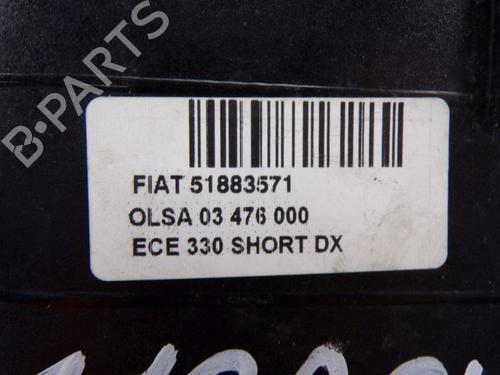 B-PARTS
FIAT 51883571
OLSA 03 476 000
ECE 330 SHORT DX